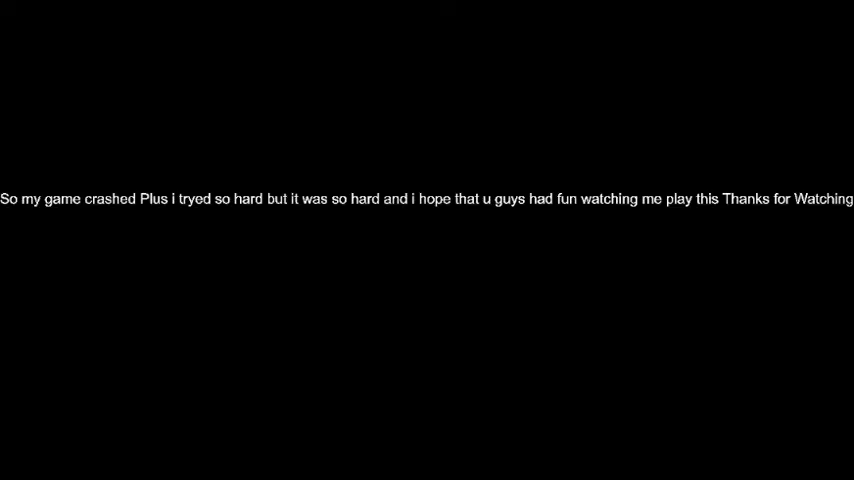 So my game crashed Plus i tryed so hard but it was so hard and i hope that u guys had fun watching me play this Thanks for Watching